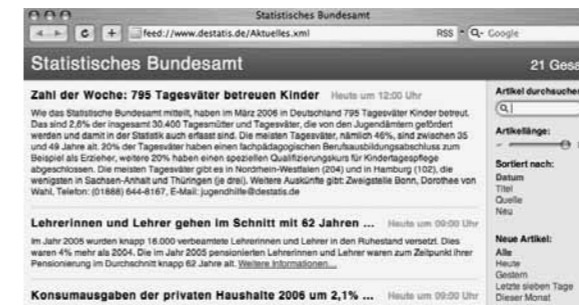 Statistisches Bundesamt
feed://www.destatis.de/Aktuelles.xml RSS Q- Google
Statistisches Bundesamt
21 Gesa
Zahl der Woche: 795 Tagesväter betreuen Kinder Heute um 12:00 Uhr
Wie das Statistische Bundesamt mitteilt, haben im März 2006 in Deutschland 795 Tagesväter Kinder betreut.
Das sind 2,6% der insgesamt 30.400 Tagesmütter und Tagesväter, die von den Jugendämtern gefördert
werden und damit in der Statistik auch erfasst sind. Die meisten Tagesväter, nämlich 46%, sind zwischen 35
und 49 Jahre alt. 20% der Tagesväter haben einen fachpädagogischen Berufsausbildungsabschluss zum
Beispiel als Erzieher, weitere 20% haben einen speziellen Qualifizierungskurs für Kindertagespflege
abgeschlossen. Die meisten Tagesväter gibt es in Nordrhein-Westfalen (204) und in Hamburg (102), die
wenigsten in Sachsen-Anhalt und Thüringen (je drei). Weitere Auskünfte gibt: Zweigstelle Bonn, Dorothee von
Wahl, Telefon: (01888) 644-8167, E-Mail: jugendhilfe@destatis.de
Lehrerinnen und Lehrer gehen im Schnitt mit 62 Jahren ... Heute um 09:00 Uhr
Im Jahr 2005 wurden knapp 16.000 verbeamtete Lehrerinnen und Lehrer in den Ruhestand versetzt. Dies
waren 4% mehr als 2004. Die im Jahr 2005 pensionierten Lehrerinnen und Lehrer waren zum Zeitpunkt ihrer
Pensionierung im Durchschnitt knapp 62 Jahre alt. Weitere Informationen...
Konsumausgaben der privaten Haushalte 2006 um 2,1% ... Heute um 09:00 Uhr
Artikel durchsuchen
Artikellänge:
Sortiert nach:
Datum
Titel
Quelle
Neu
Neue Artikel:
Alle
Heute
Gestern
Letzte sieben Tage
Dieser Monat